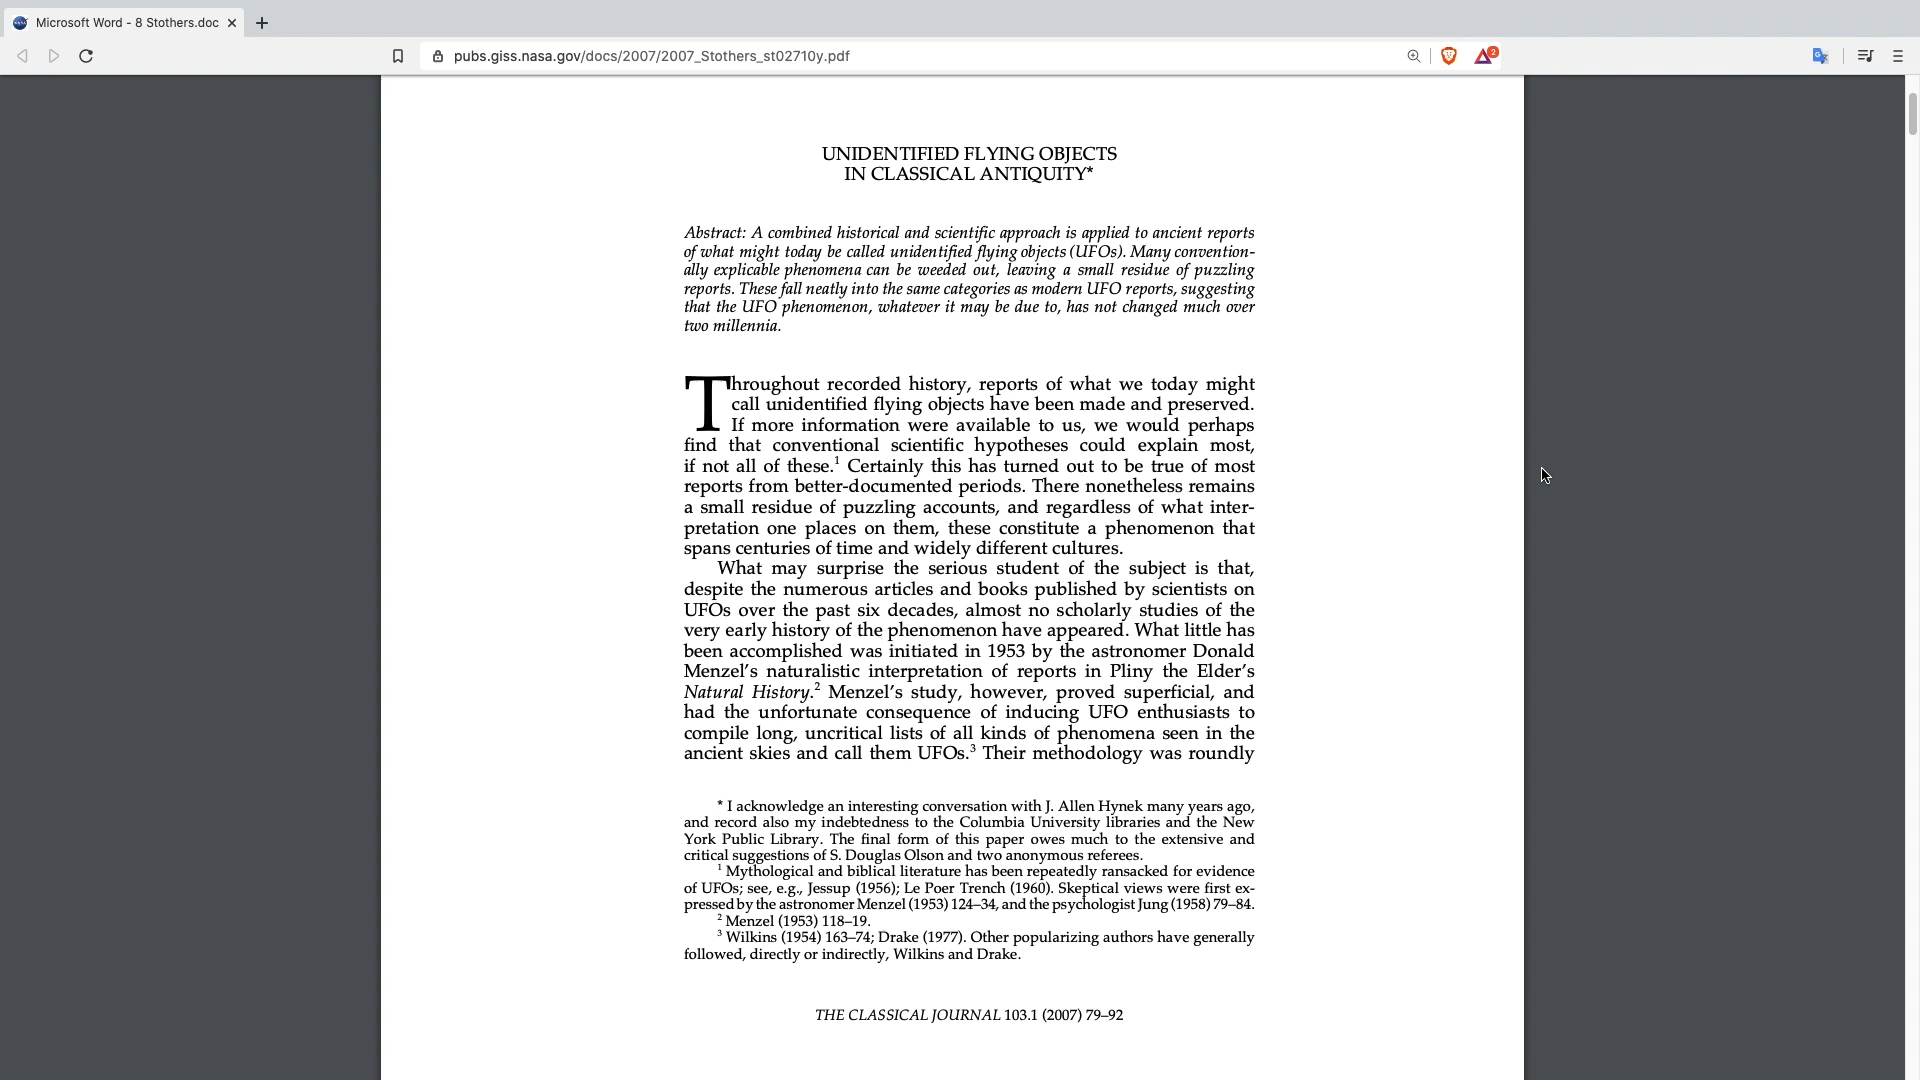 Microsoft Word - 8 Stothers.doc
pubs.giss.nasa.gov/docs/2007/2007_Stothers_st02710y.pdf
2
UNIDENTIFIED FLYING OBJECTS
IN CLASSICAL ANTIQUITY*
Abstract: A combined historical and scientific approach is applied to ancient reports
of what might today be called unidentified flying objects (UFOs). Many convention-
ally explicable phenomena can be weeded out, leaving a small residue of puzzling
reports. These fall neatly into the same categories as modern UFO reports, suggesting
that the UFO phenomenon, whatever it may be due to, has not changed much over
two millennia.
Throughout recorded history, reports of what we today might
call unidentified flying objects have been made and preserved.
If more information were available to us, we would perhaps
find that conventional scientific hypotheses could explain most,
if not all of these.1 Certainly this has turned out to be true of most
reports from better-documented periods. There nonetheless remains
a small residue of puzzling accounts, and regardless of what inter-
pretation one places on them, these constitute a phenomenon that
spans centuries of time and widely different cultures.
What may surprise the serious student of the subject is that,
despite the numerous articles and books published by scientists on
UFOs over the past six decades, almost no scholarly studies of the
very early history of the phenomenon have appeared. What little has
been accomplished was initiated in 1953 by the astronomer Donald
Menzel's naturalistic interpretation of reports in Pliny the Elder's
Natural History.2 Menzel's study, however, proved superficial, and
had the unfortunate consequence of inducing UFO enthusiasts to
compile long, uncritical lists of all kinds of phenomena seen in the
ancient skies and call them UFOs.3 Their methodology was roundly
* I acknowledge an interesting conversation with J. Allen Hynek many years ago,
and record also my indebtedness to the Columbia University libraries and the New
York Public Library. The final form of this paper owes much to the extensive and
critical suggestions of S. Douglas Olson and two anonymous referees.
1 Mythological and biblical literature has been repeatedly ransacked for evidence
of UFOs; see, e.g., Jessup (1956); Le Poer Trench (1960). Skeptical views were first ex-
pressed by the astronomer Menzel (1953) 124–34, and the psychologist Jung (1958) 79–84.
2 Menzel (1953) 118–19.
3 Wilkins (1954) 163–74; Drake (1977). Other popularizing authors have generally
followed, directly or indirectly, Wilkins and Drake.
THE CLASSICAL JOURNAL 103.1 (2007) 79–92